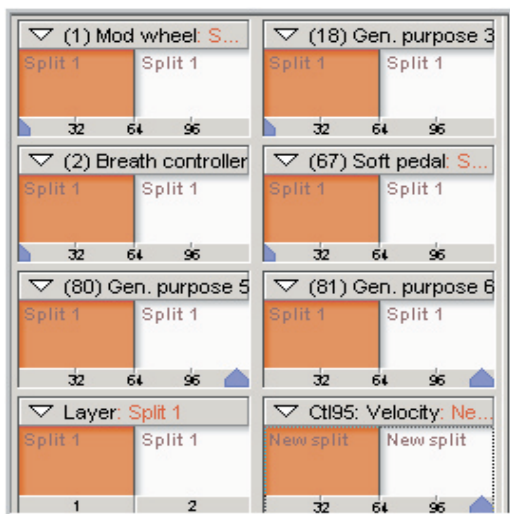 (1) Mod wheel: S...
Split 1 Split 1
32 64 96
(18) Gen. purpose 3
Split 1 Split 1
32 64 96
(2) Breath controller
Split 1 Split 1
32 64 96
(67) Soft pedal: S...
Split 1 Split 1
32 64 96
(80) Gen. purpose 5
Split 1 Split 1
32 64 96
(81) Gen. purpose 6
Split 1 Split 1
32 64 96
Layer: Split 1
Split 1 Split 1
1 2
Ctl95: Velocity: Ne...
New split New split
32 64 96